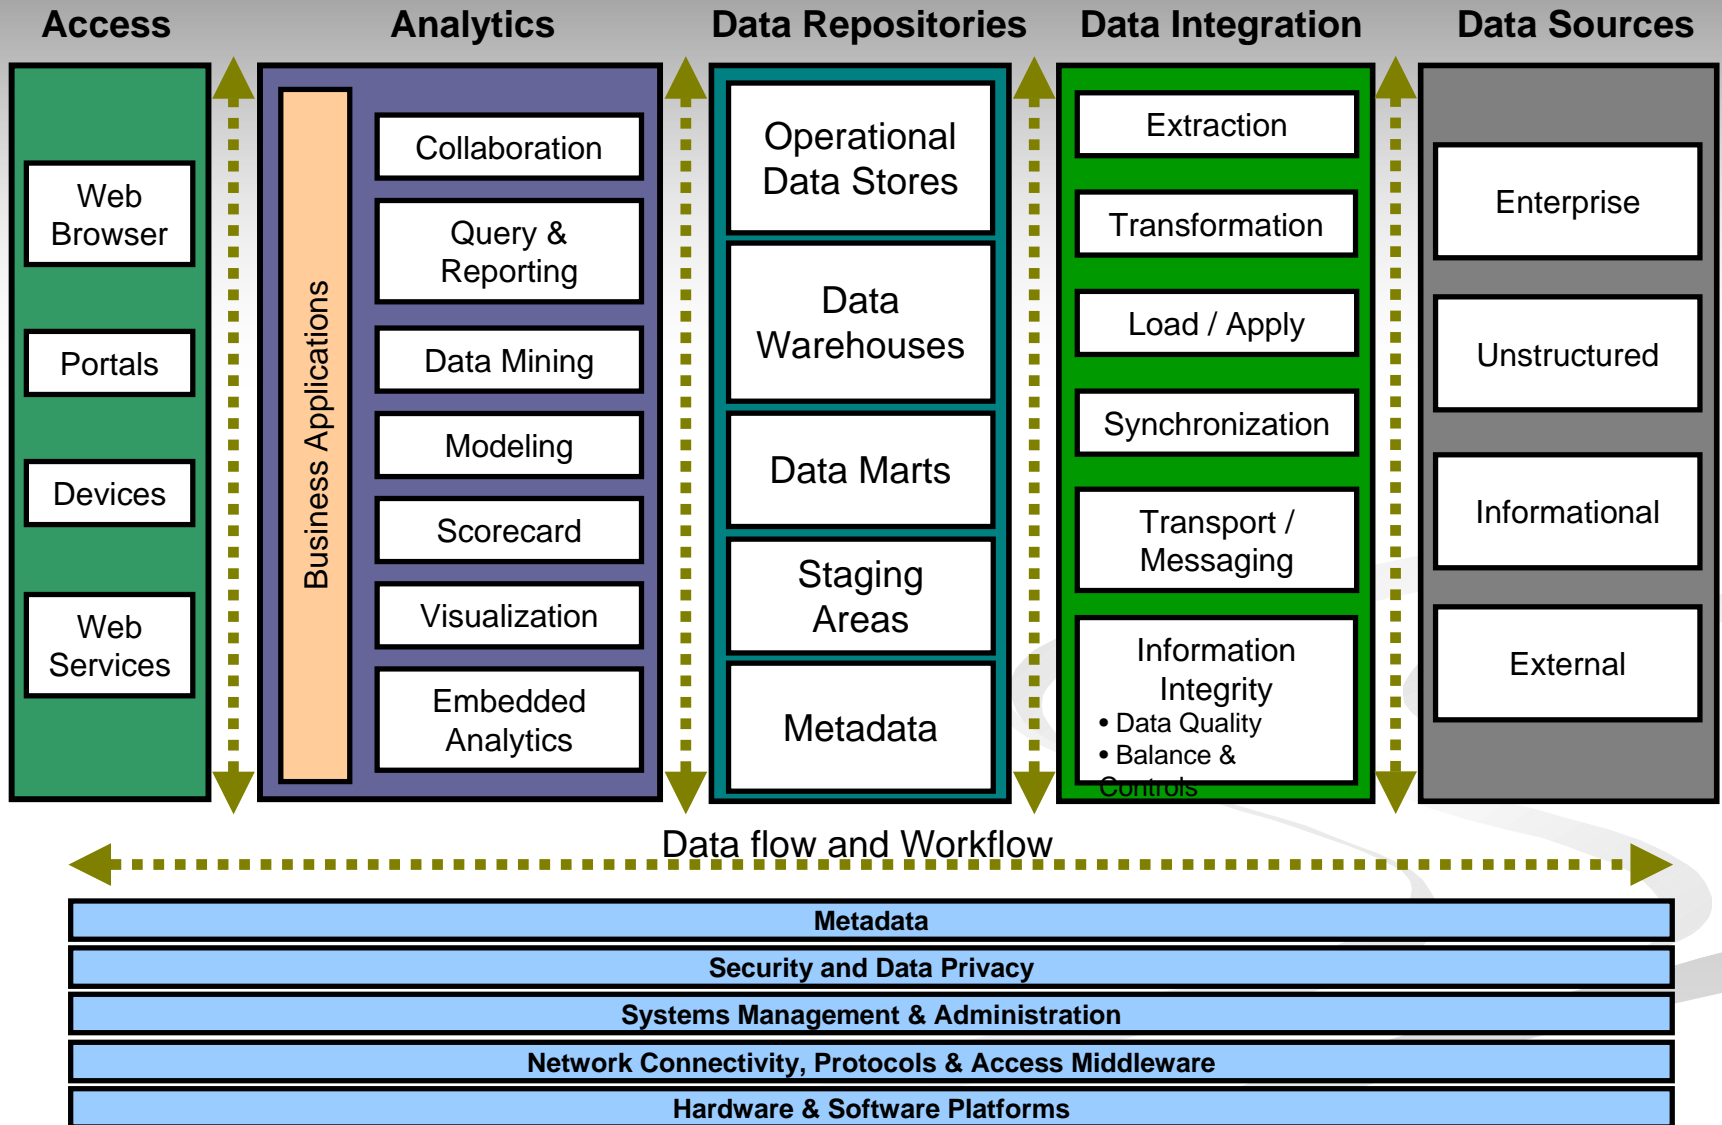 Access
Analytics
Data Repositories
Data Integration
Data Sources
Web
Browser
Portals
Devices
Web
Services
Business Applications
Collaboration
Query &
Reporting
Data Mining
Modeling
Scorecard
Visualization
Embedded
Analytics
Operational
Data Stores
Data
Warehouses
Data Marts
Staging
Areas
Metadata
Extraction
Transformation
Load / Apply
Synchronization
Transport /
Messaging
Information
Integrity
• Data Quality
• Balance &
Controls
Enterprise
Unstructured
Informational
External
Data flow and Workflow
Metadata
Security and Data Privacy
Systems Management & Administration
Network Connectivity, Protocols & Access Middleware
Hardware & Software Platforms